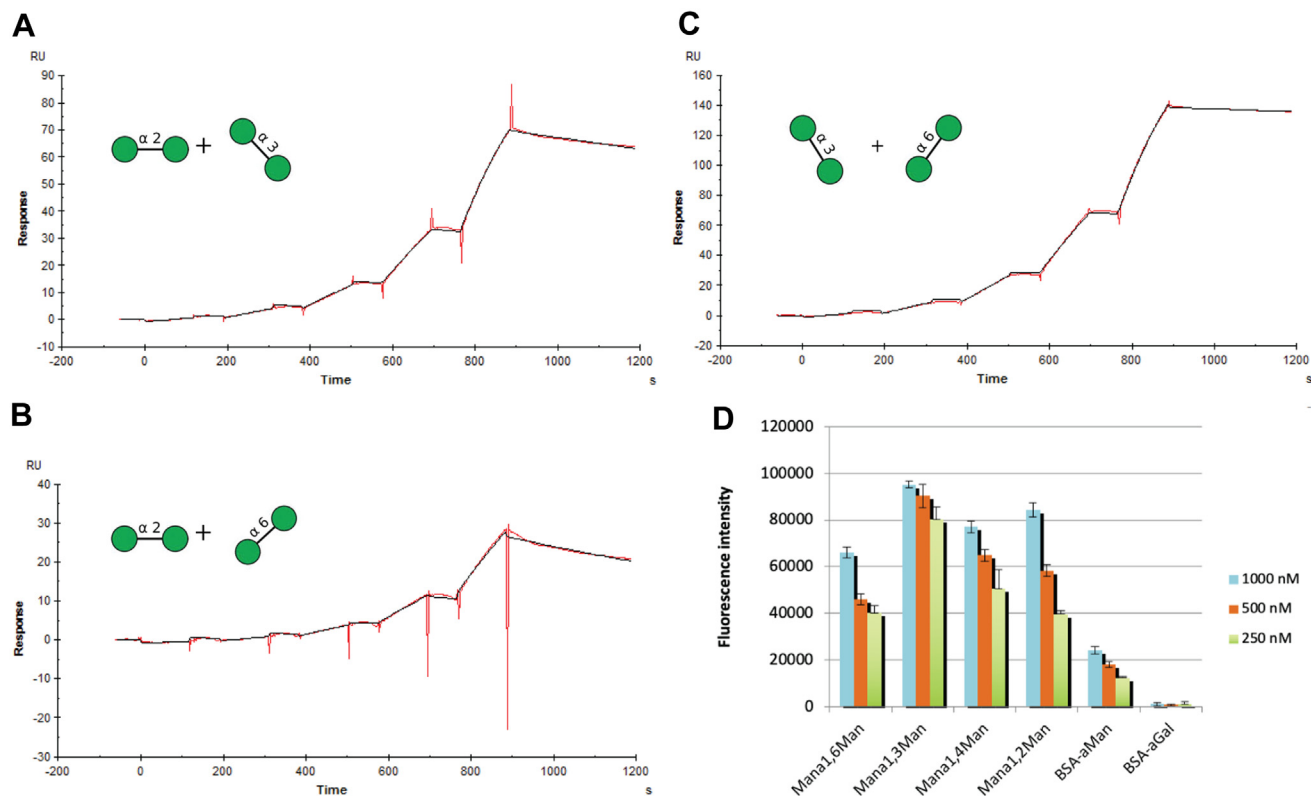 A
RU
90
80
70
60
50
40
30
20
10
0
-10
Response
-200 0 200 400 600 800 1000 1200
Time s
α 2 + α 3
B
RU
40
30
20
10
0
-10
-20
-30
Response
-200 0 200 400 600 800 1000 1200
Time s
α 2 + α 6
C
RU
160
140
120
100
80
60
40
20
0
-20
Response
-200 0 200 400 600 800 1000 1200
Time s
α 3 + α 6
D
120000
100000
80000
60000
40000
20000
0
Fluorescence intensity
Mana1,6Man
Mana1,3Man
Mana1,4Man
Mana1,2Man
BSA-aMan
BSA-aGal
1000 nM
500 nM
250 nM